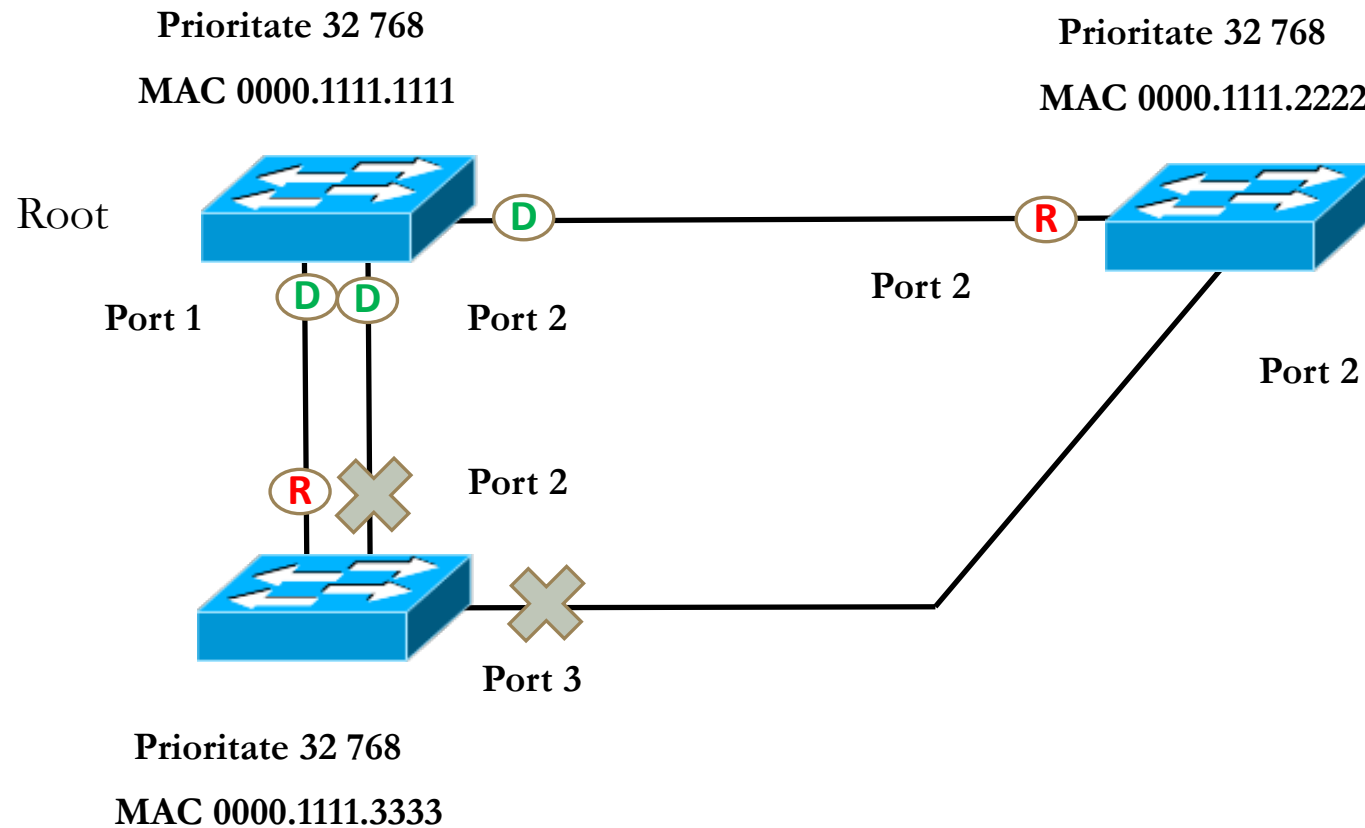 Prioritate 32 768
MAC 0000.1111.1111
Prioritate 32 768
MAC 0000.1111.2222
Root
D
R
D
D
Port 1
Port 2
Port 2
Port 2
R
Port 2
Port 3
Prioritate 32 768
MAC 0000.1111.3333